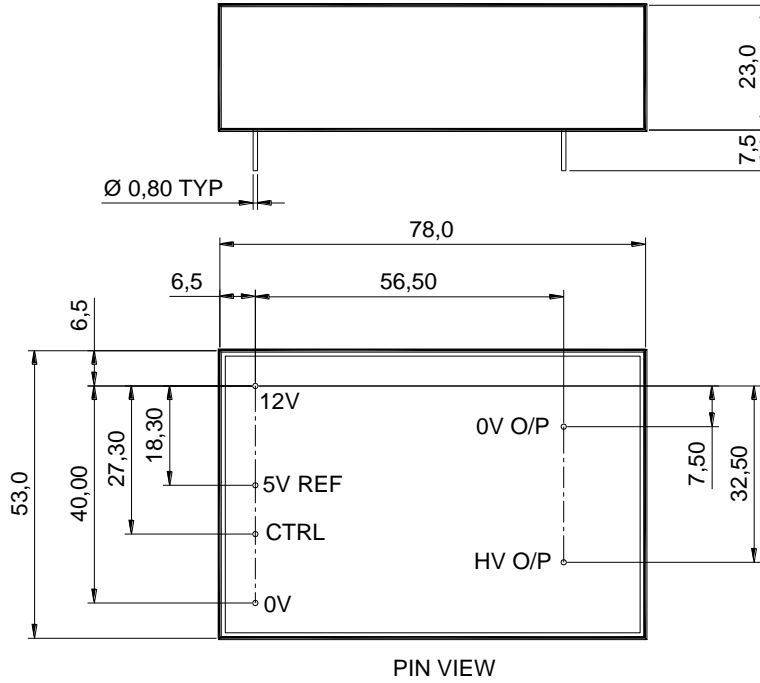 23,0
7,5
Ø 0,80 TYP
78,0
6,5
56,50
6,5
12V
0V O/P
7,50
32,50
18,30
27,30
40,00
53,0
5V REF
CTRL
HV O/P
0V
PIN VIEW